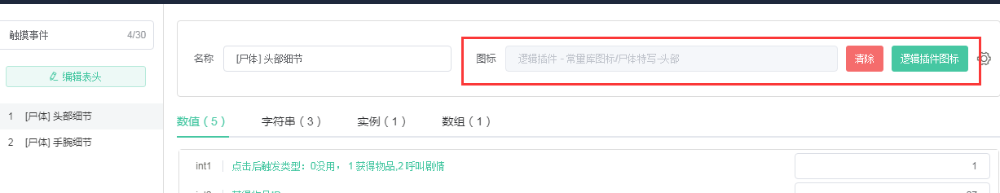 触摸事件 4/30
名称 [尸体] 头部细节 图标 逻辑插件 - 常量库图标/尸体特写-头部 清除 逻辑插件图标
编辑表头
1 [尸体] 头部细节
2 [尸体] 手腕细节
数值（5） 字符串（3） 实例（1） 数组（1）
int1 点击后触发类型：0没用， 1 获得物品,2 呼叫剧情 1